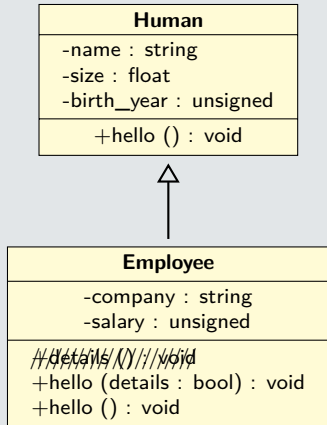 Human
-name : string
-size : float
-birth_year : unsigned
+hello () : void
Employee
-company : string
-salary : unsigned
+details () : void
+hello (details : bool) : void
+hello () : void